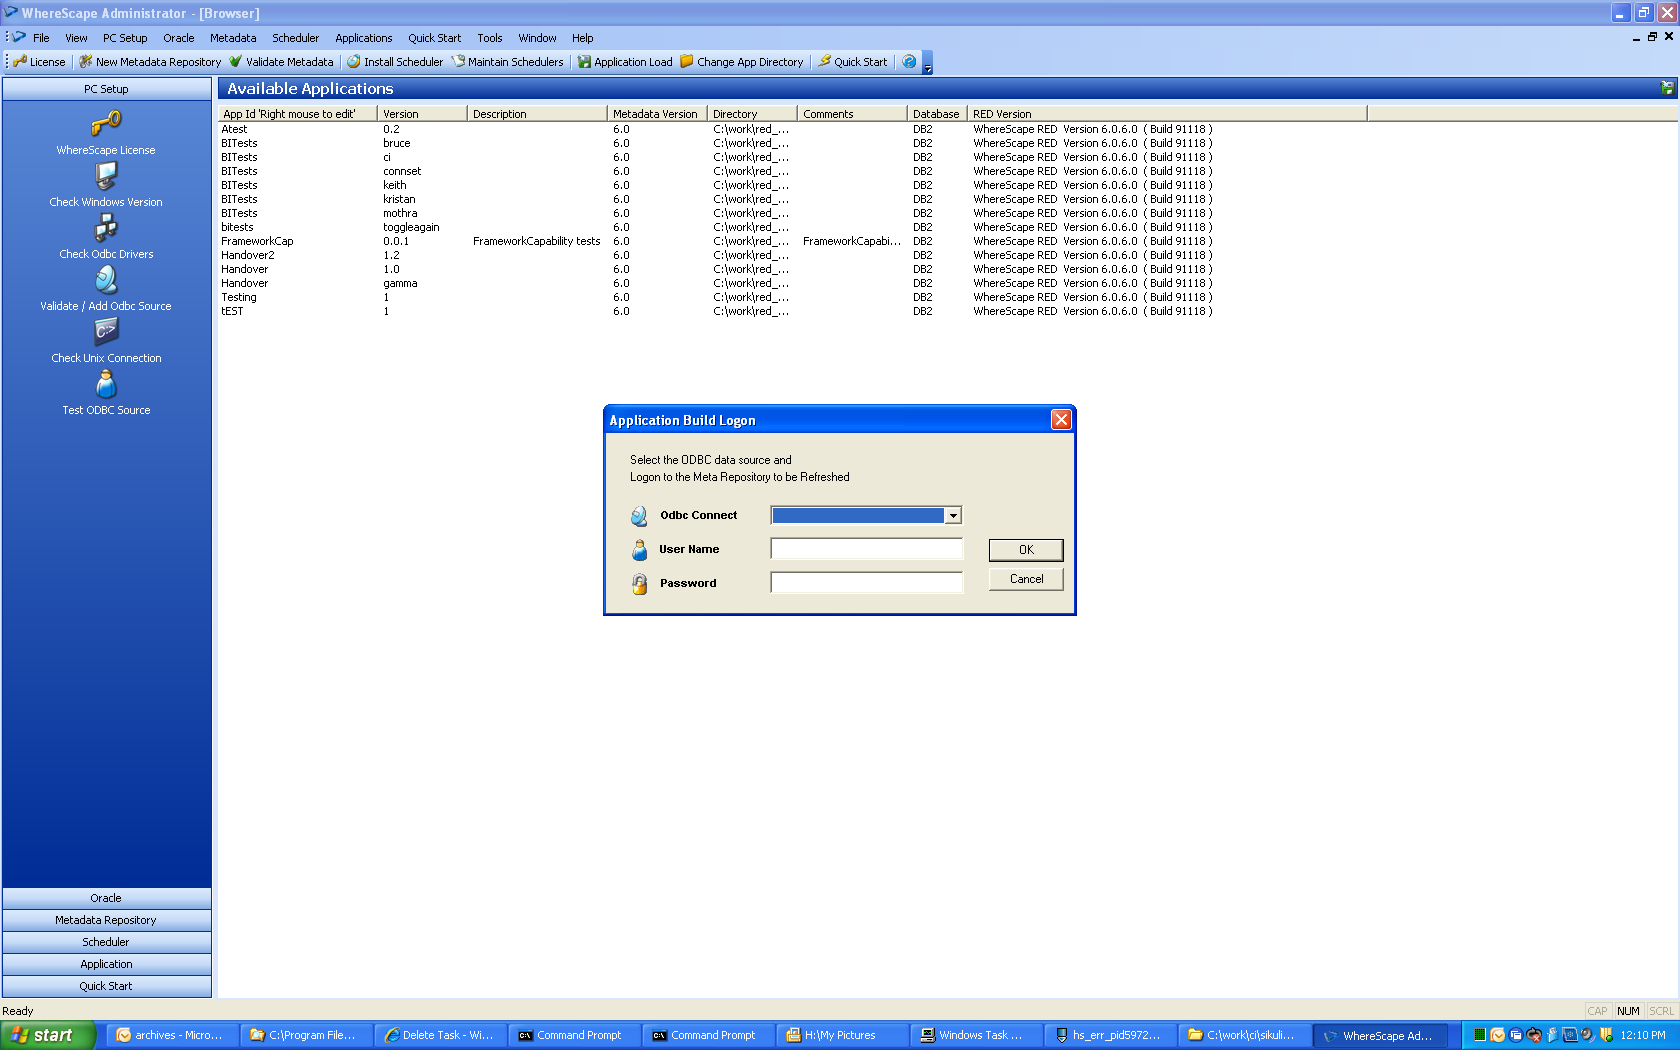 WhereScape Administrator - [Browser]
File View PC Setup Oracle Metadata Scheduler Applications Quick Start Tools Window Help
License New Metadata Repository Validate Metadata Install Scheduler Maintain Schedulers Application Load Change App Directory Quick Start
PC Setup
WhereScape License
Check Windows Version
Check Odbc Drivers
Validate / Add Odbc Source
Check Unix Connection
Test ODBC Source
Oracle
Metadata Repository
Scheduler
Application
Quick Start
Available Applications
App Id 'Right mouse to edit' Version Description Metadata Version Directory Comments Database RED Version
Atest 0.2 6.0 C:\work\red_... DB2 WhereScape RED Version 6.0.6.0 ( Build 91118 )
BITests bruce 6.0 C:\work\red_... DB2 WhereScape RED Version 6.0.6.0 ( Build 91118 )
BITests ci 6.0 C:\work\red_... DB2 WhereScape RED Version 6.0.6.0 ( Build 91118 )
BITests connset 6.0 C:\work\red_... DB2 WhereScape RED Version 6.0.6.0 ( Build 91118 )
BITests keith 6.0 C:\work\red_... DB2 WhereScape RED Version 6.0.6.0 ( Build 91118 )
BITests kristan 6.0 C:\work\red_... DB2 WhereScape RED Version 6.0.6.0 ( Build 91118 )
BITests mothra 6.0 C:\work\red_... DB2 WhereScape RED Version 6.0.6.0 ( Build 91118 )
bitests toggleagain 6.0 C:\work\red_... DB2 WhereScape RED Version 6.0.6.0 ( Build 91118 )
FrameworkCap 0.0.1 FrameworkCapability tests 6.0 C:\work\red_... FrameworkCapabi... DB2 WhereScape RED Version 6.0.6.0 ( Build 91118 )
Handover2 1.2 6.0 C:\work\red_... DB2 WhereScape RED Version 6.0.6.0 ( Build 91118 )
Handover 1.0 6.0 C:\work\red_... DB2 WhereScape RED Version 6.0.6.0 ( Build 91118 )
Handover gamma 6.0 C:\work\red_... DB2 WhereScape RED Version 6.0.6.0 ( Build 91118 )
Testing 1 6.0 C:\work\red_... DB2 WhereScape RED Version 6.0.6.0 ( Build 91118 )
tEST 1 6.0 C:\work\red_... DB2 WhereScape RED Version 6.0.6.0 ( Build 91118 )
Application Build Logon
Select the ODBC data source and
Logon to the Meta Repository to be Refreshed
Odbc Connect
User Name
Password
OK
Cancel
Ready
CAP NUM SCRL
start archives - Micro... C:\Program File... Delete Task - Wi... Command Prompt Command Prompt H:\My Pictures Windows Task ... hs_err_pid5972... C:\work\ci\sikuli... WhereScape Ad... 12:10 PM